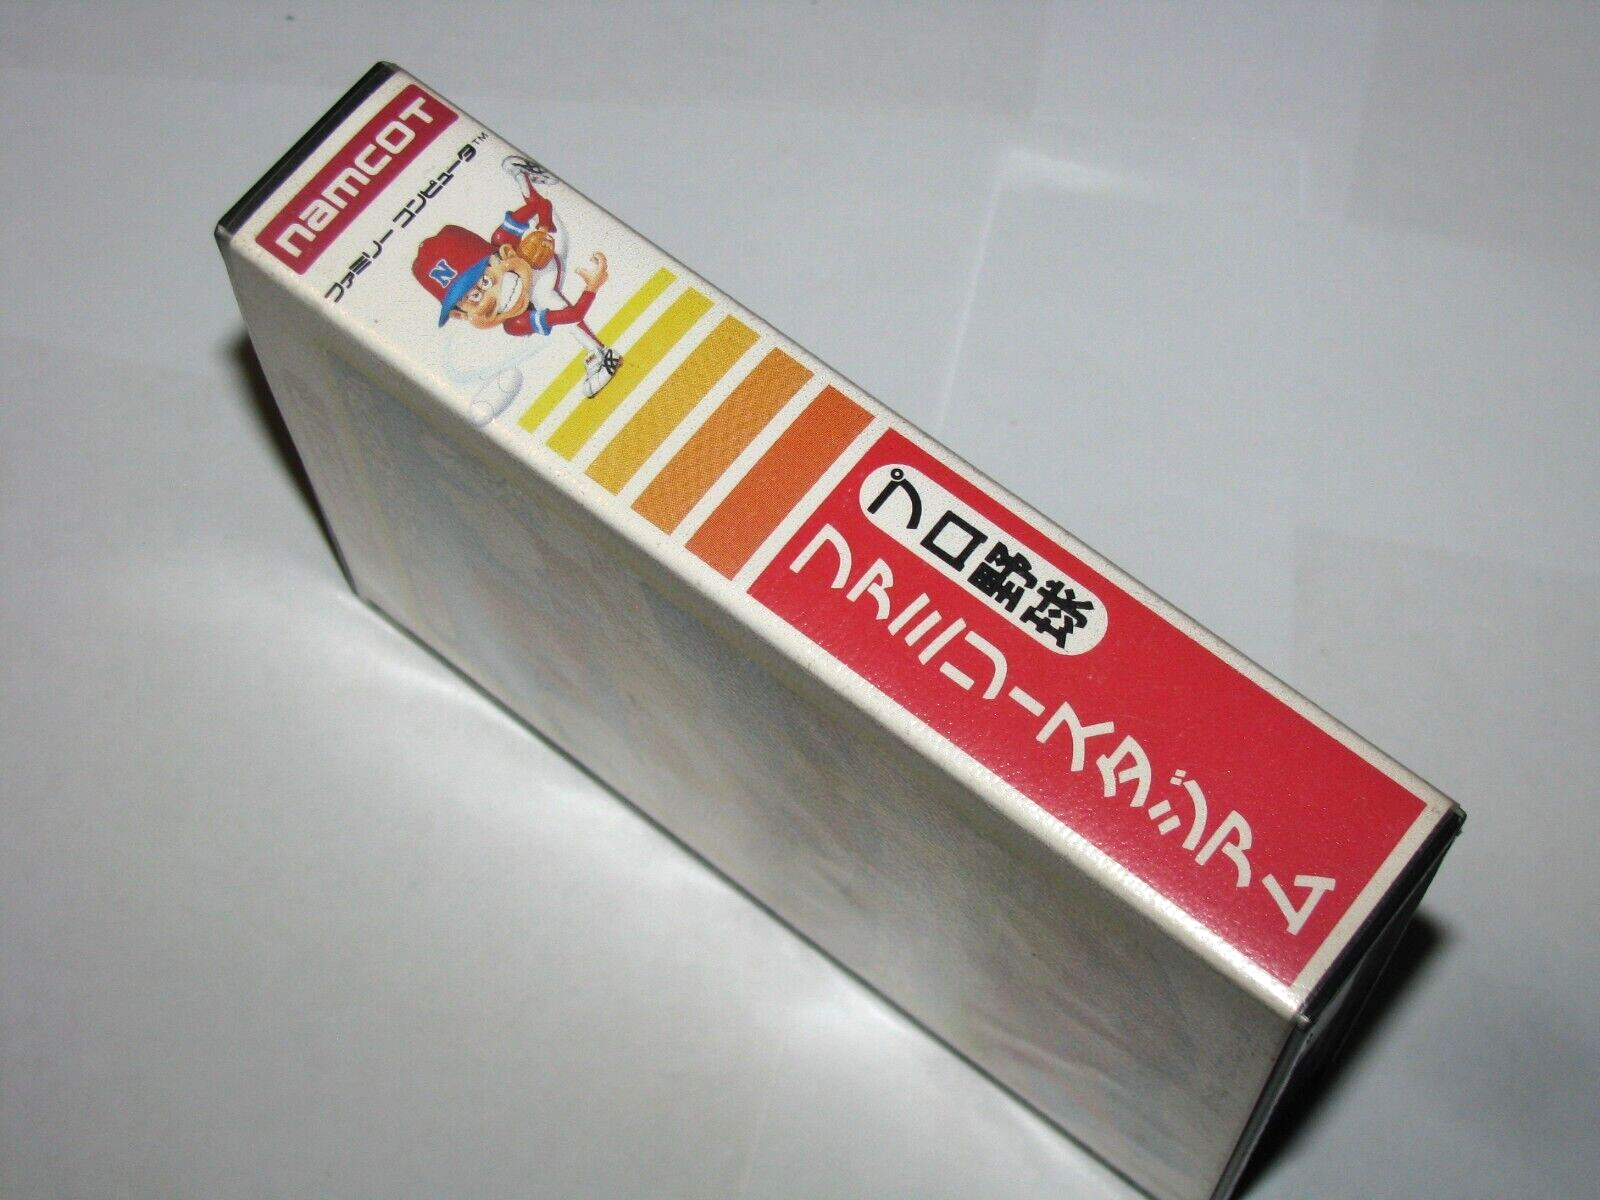 namcot
ファミリー コンピュータ™
N
プロ野球
ファミリースタジアム